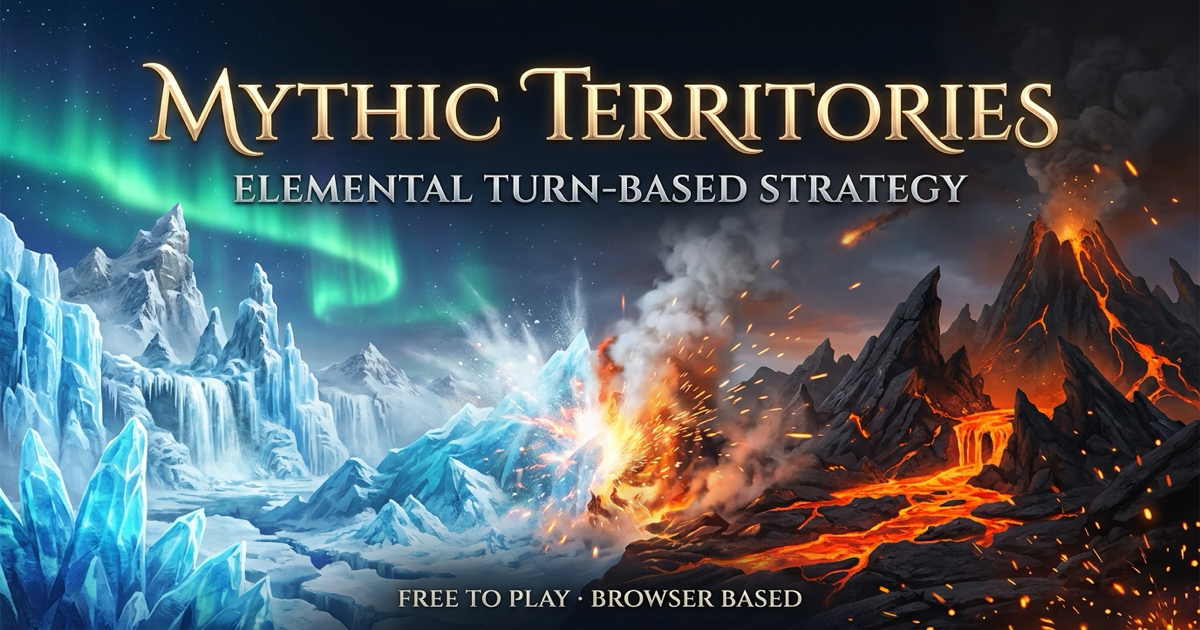 Mythic Territories
ELEMENTAL TURN-BASED STRATEGY
FREE TO PLAY · BROWSER BASED